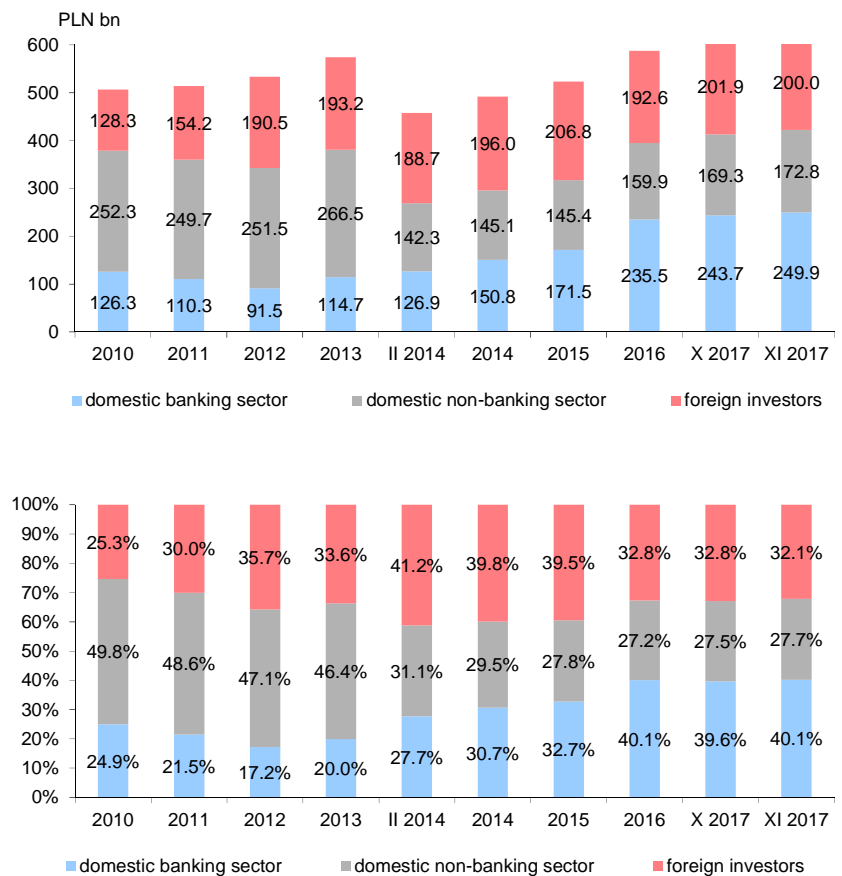 PLN bn
600
500
400
300
200
100
0
128.3 154.2 190.5 193.2 188.7 196.0 206.8 192.6 201.9 200.0
252.3 249.7 251.5 266.5 142.3 145.1 145.4 159.9 169.3 172.8
126.3 110.3 91.5 114.7 126.9 150.8 171.5 235.5 243.7 249.9
2010 2011 2012 2013 II 2014 2014 2015 2016 X 2017 XI 2017
domestic banking sector domestic non-banking sector foreign investors
100%
90%
80%
70%
60%
50%
40%
30%
20%
10%
0%
25.3% 30.0% 35.7% 33.6% 41.2% 39.8% 39.5% 32.8% 32.8% 32.1%
49.8% 48.6% 47.1% 46.4% 31.1% 29.5% 27.8% 27.2% 27.5% 27.7%
24.9% 21.5% 17.2% 20.0% 27.7% 30.7% 32.7% 40.1% 39.6% 40.1%
2010 2011 2012 2013 II 2014 2014 2015 2016 X 2017 XI 2017
domestic banking sector domestic non-banking sector foreign investors